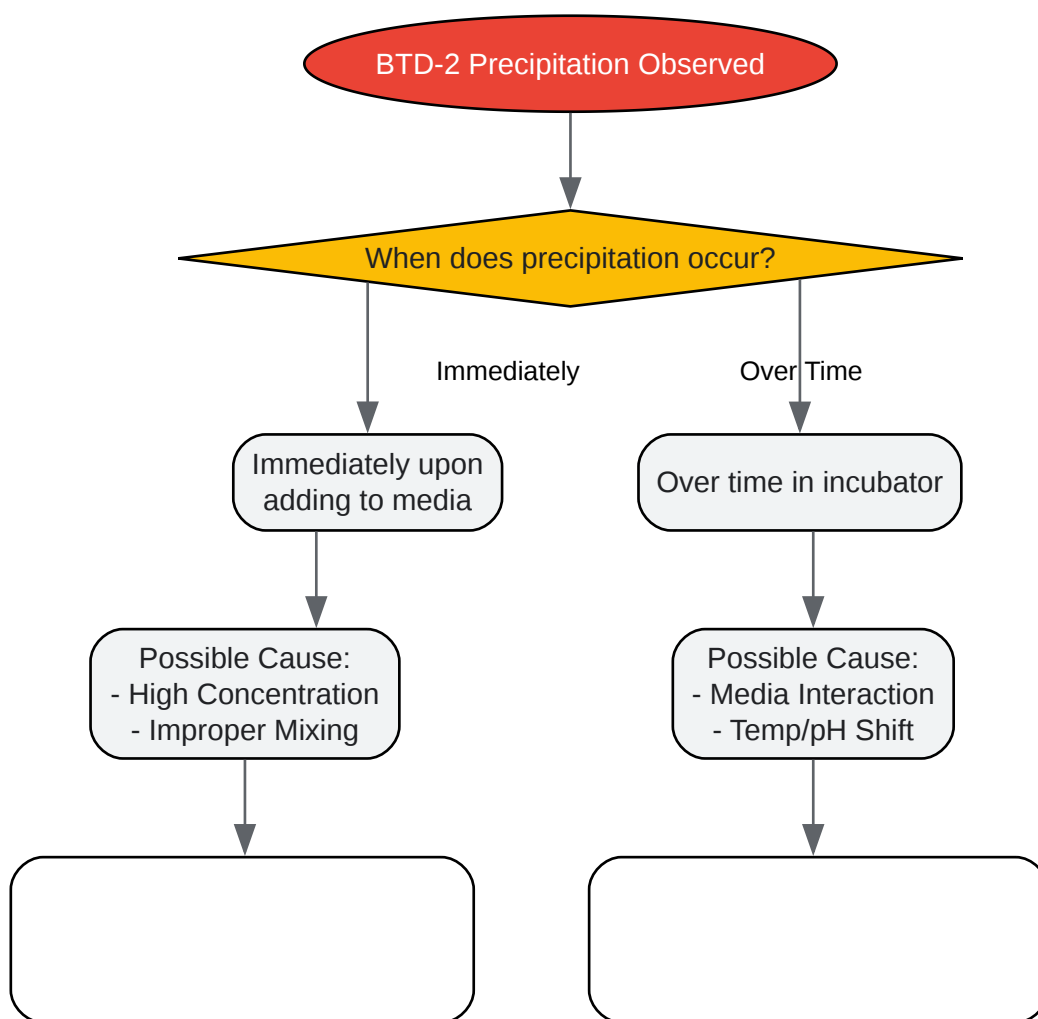 BTD-2 Precipitation Observed
When does precipitation occur?
Immediately
Over Time
Immediately upon
adding to media
Over time in incubator
Possible Cause:
- High Concentration
- Improper Mixing
Possible Cause:
- Media Interaction
- Temp/pH Shift